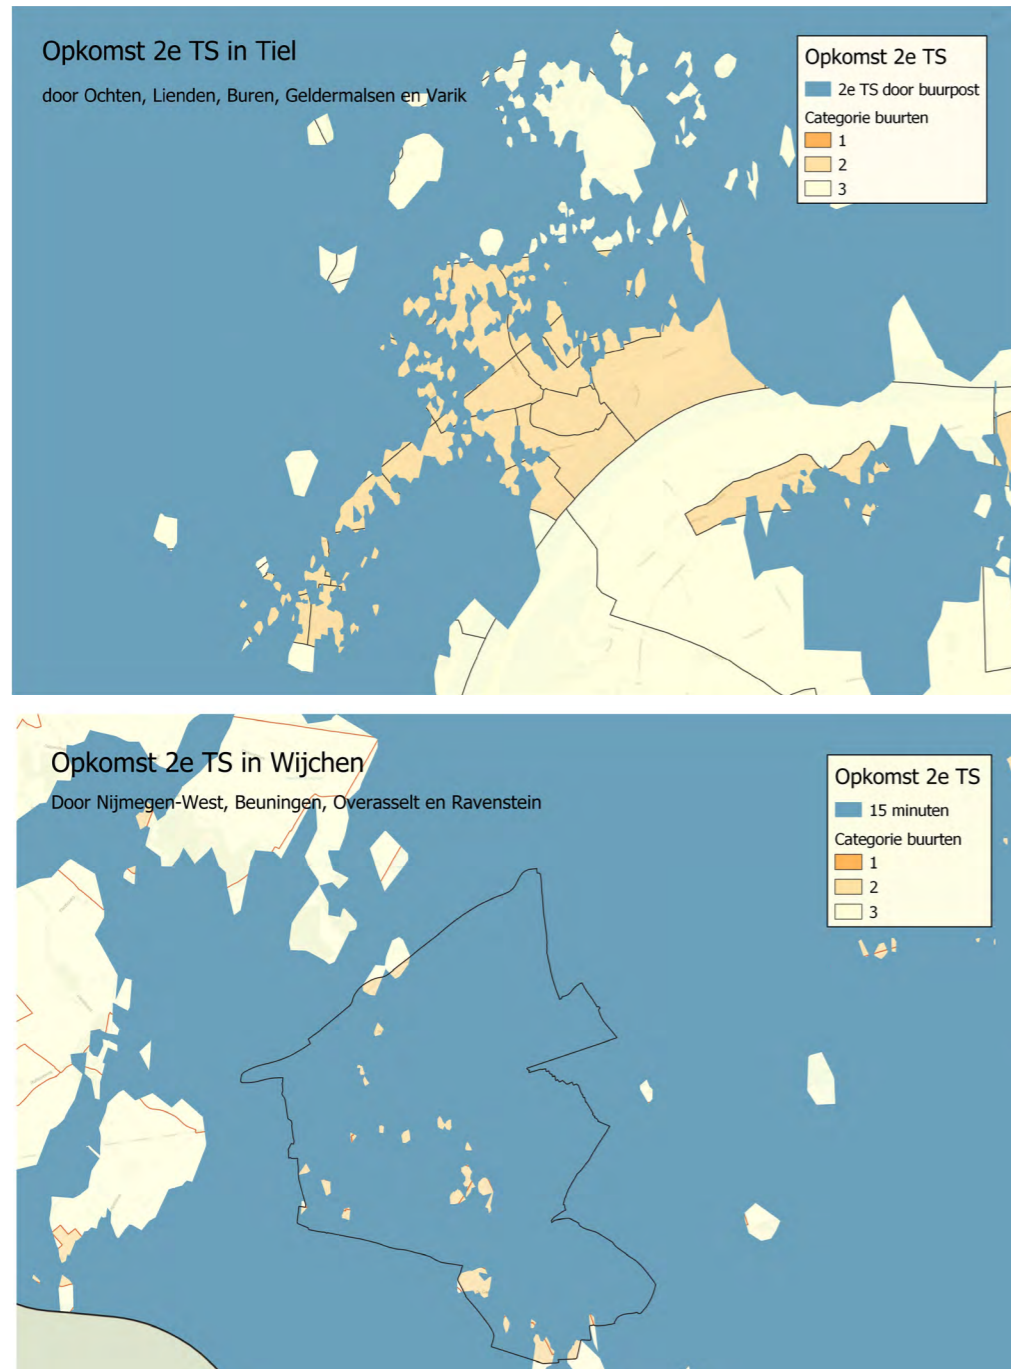 Opkomst 2e TS in Tiel
door Ochten, Lienden, Buren, Geldermalsen en Varik
Opkomst 2e TS
2e TS door buurpost
Categorie buurten
1
2
3
Opkomst 2e TS in Wijchen
Door Nijmegen-West, Beuningen, Overasselt en Ravenstein
Opkomst 2e TS
15 minuten
Categorie buurten
1
2
3